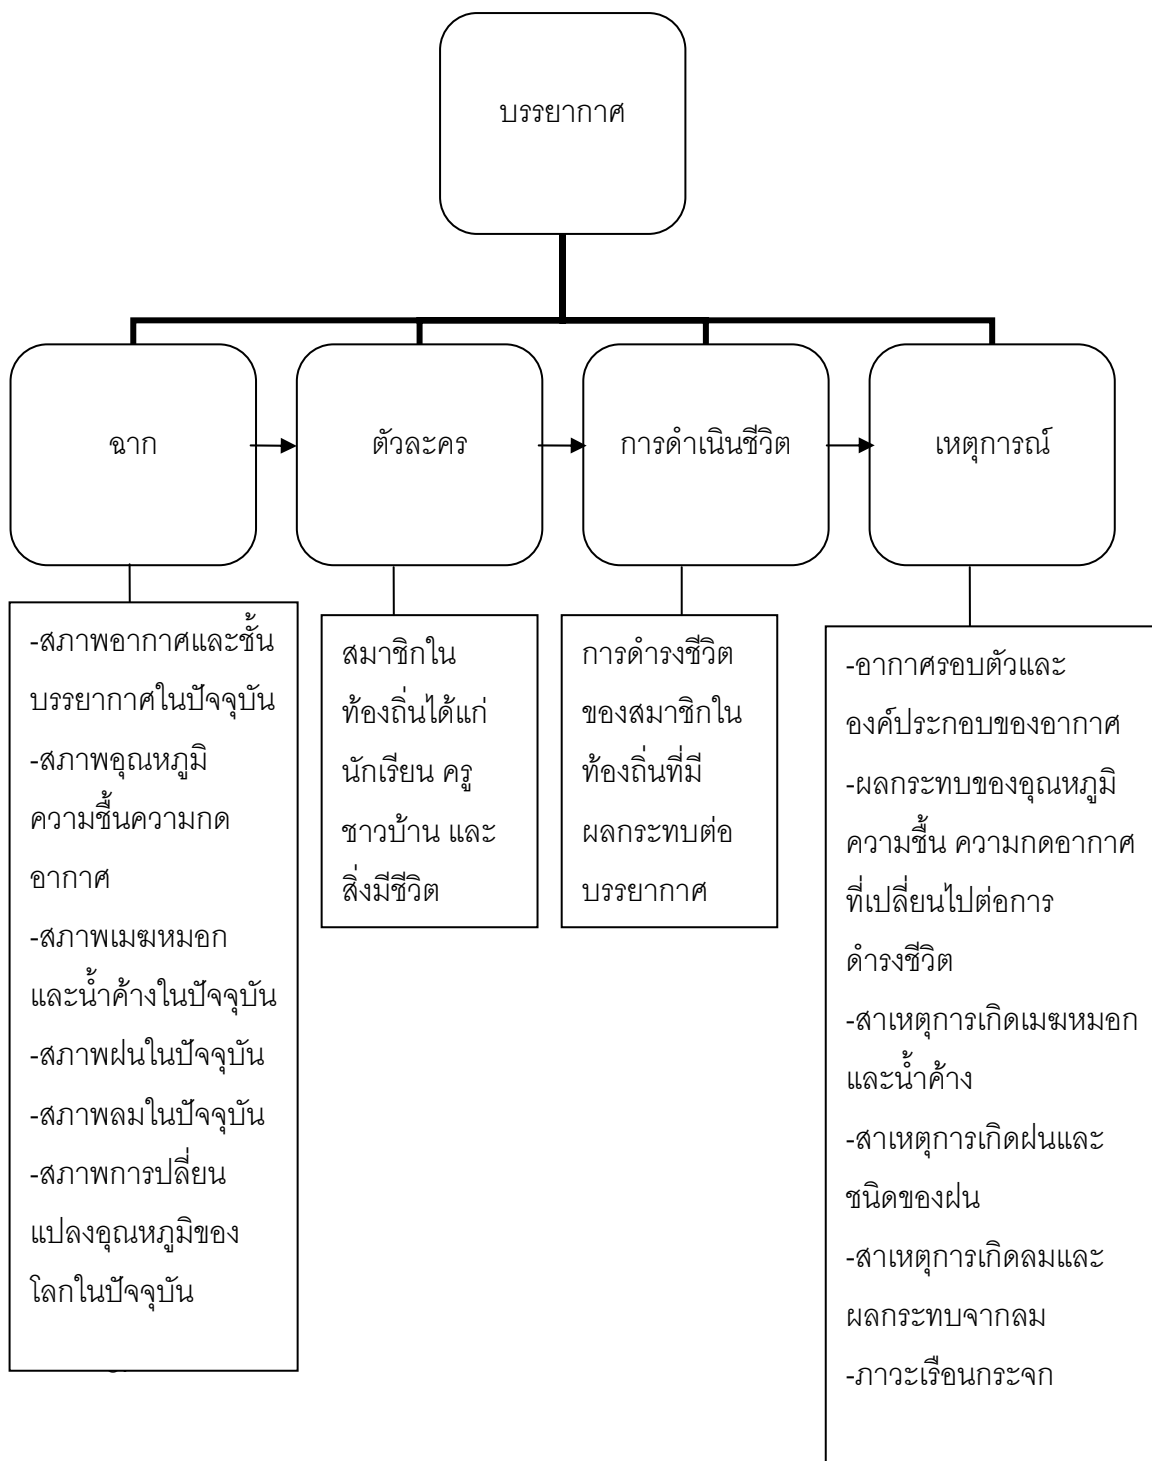 บรรยากาศ
ฉาก
ตัวละคร
การดำเนินชีวิต
เหตุการณ์
-สภาพอากาศและชั้น
บรรยากาศในปัจจุบัน
-สภาพอุณหภูมิ
ความชื้นความกด
อากาศ
-สภาพเมฆหมอก
และน้ำค้างในปัจจุบัน
-สภาพฝนในปัจจุบัน
-สภาพลมในปัจจุบัน
-สภาพการปลี่ยน
แปลงอุณหภูมิของ
โลกในปัจจุบัน
สมาชิกใน
ท้องถิ่นได้แก่
นักเรียน ครู
ชาวบ้าน และ
สิ่งมีชีวิต
การดำรงชีวิต
ของสมาชิกใน
ท้องถิ่นที่มี
ผลกระทบต่อ
บรรยากาศ
-อากาศรอบตัวและ
องค์ประกอบของอากาศ
-ผลกระทบของอุณหภูมิ
ความชื้น ความกดอากาศ
ที่เปลี่ยนไปต่อการ
ดำรงชีวิต
-สาเหตุการเกิดเมฆหมอก
และน้ำค้าง
-สาเหตุการเกิดฝนและ
ชนิดของฝน
-สาเหตุการเกิดลมและ
ผลกระทบจากลม
-ภาวะเรือนกระจก